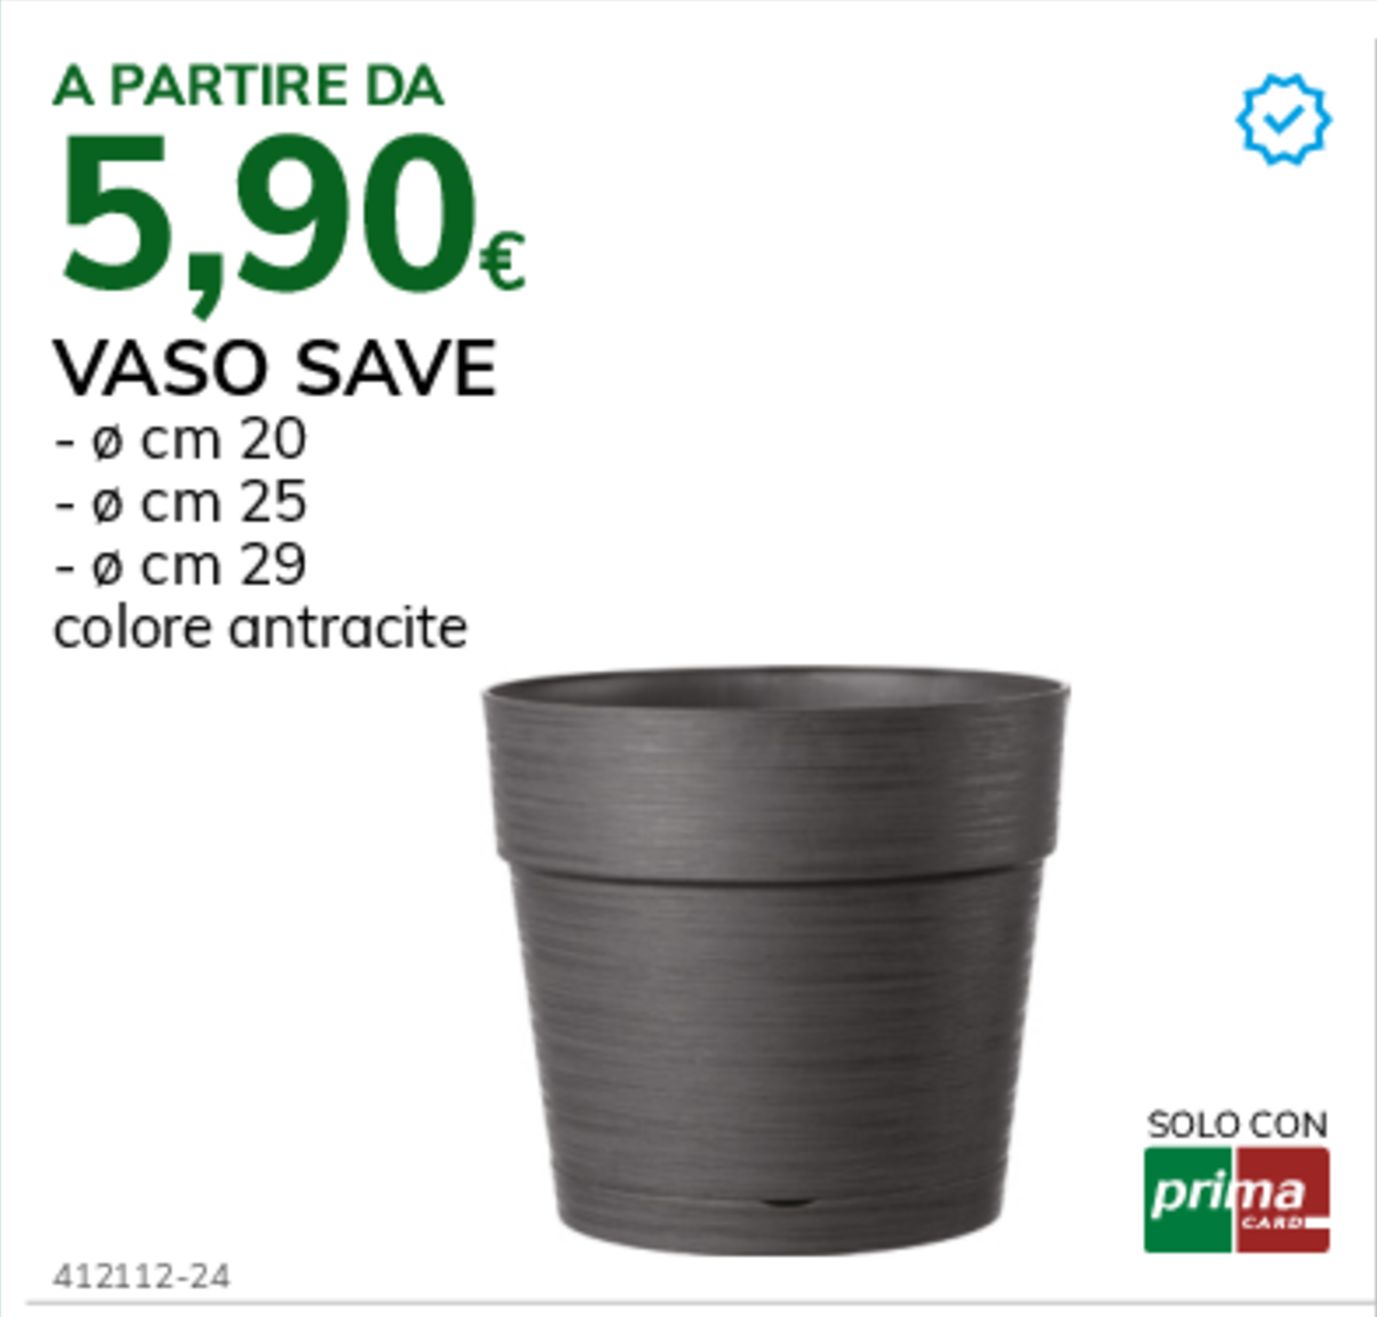 A PARTIRE DA
5,90€
VASO SAVE
- ø cm 20
- ø cm 25
- ø cm 29
colore antracite
SOLO CON
prima
CARD
412112-24